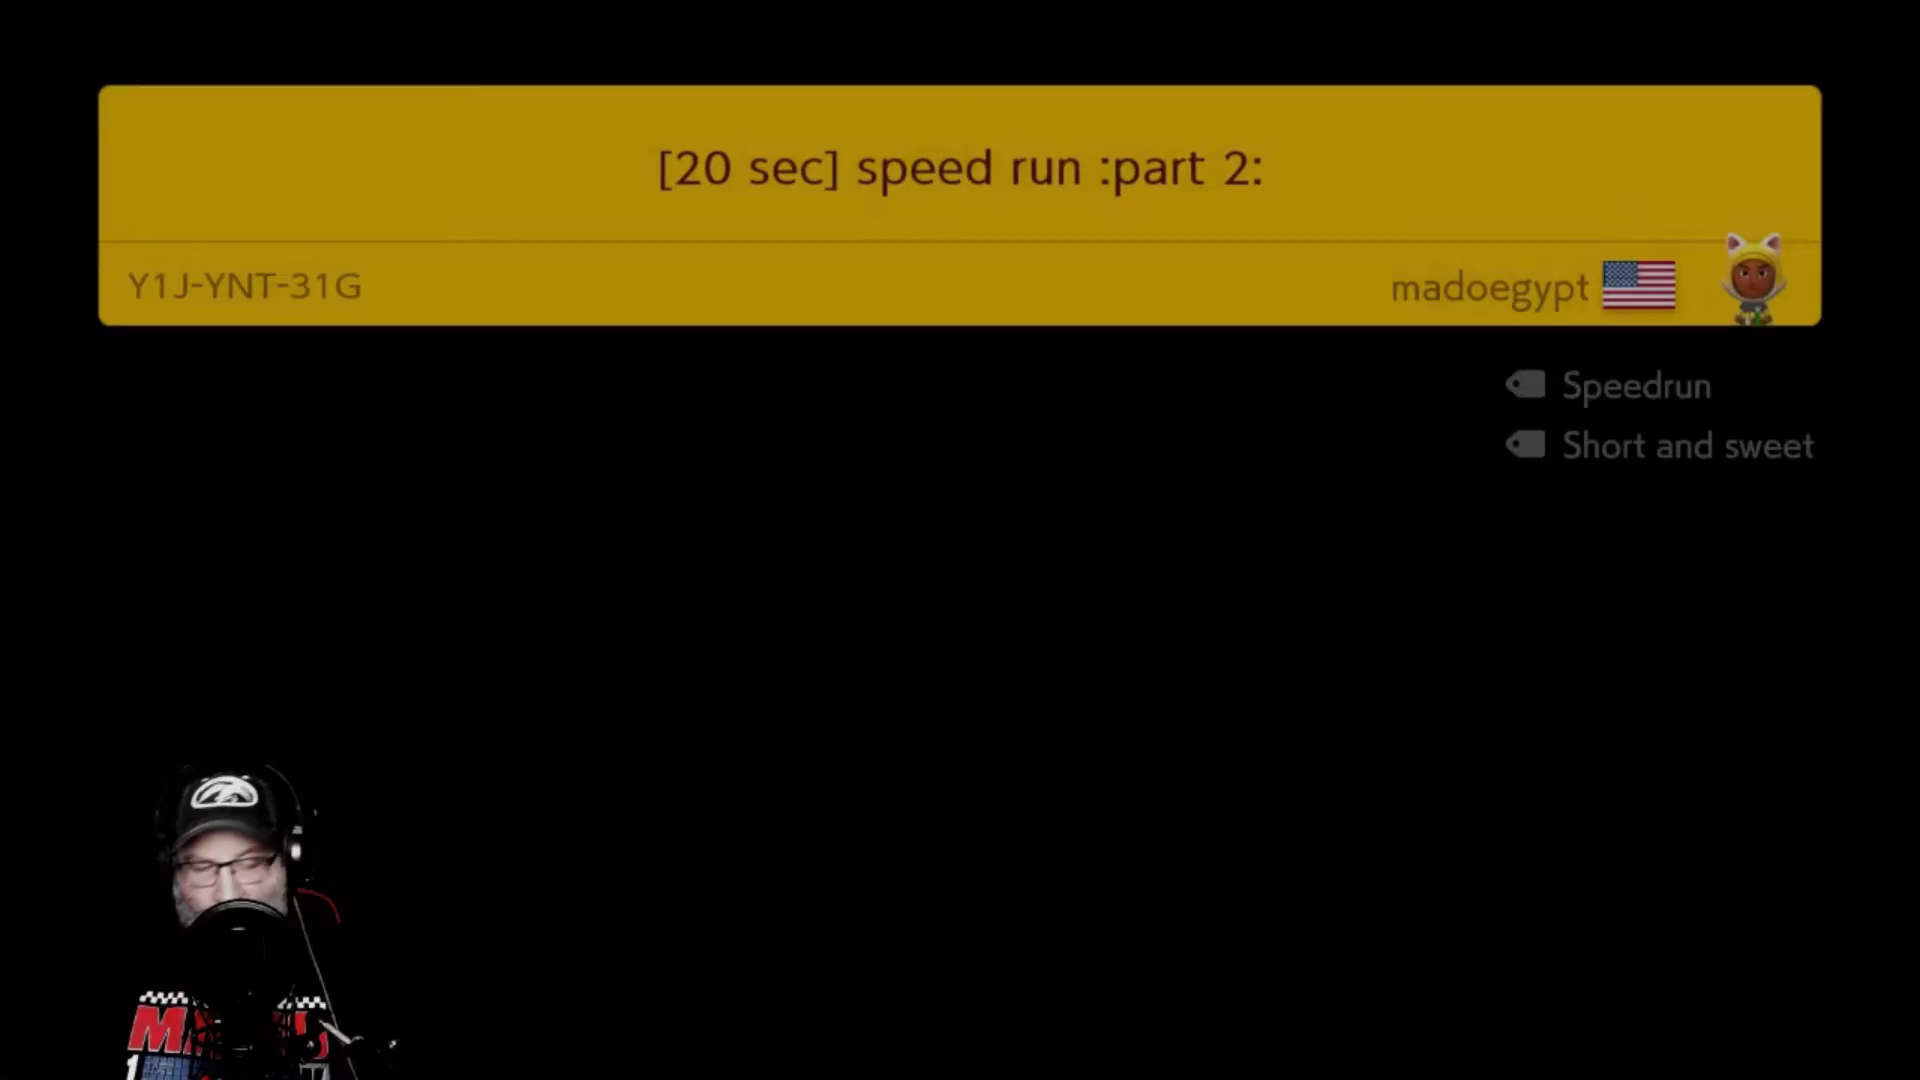 [20 sec] speed run :part 2:
Y1J-YNT-31G
madoegypt
Speedrun
Short and sweet